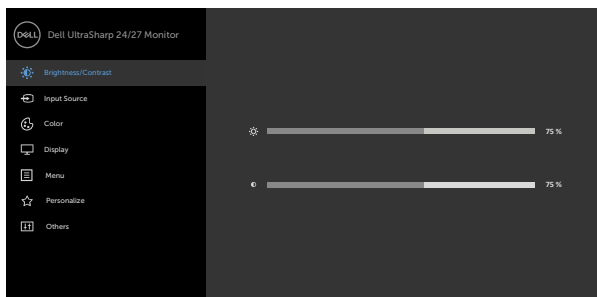 DELL
Dell UltraSharp 24/27 Monitor
Brightness/Contrast
Input Source
Color
Display
Menu
Personalize
Others
75 %
75 %